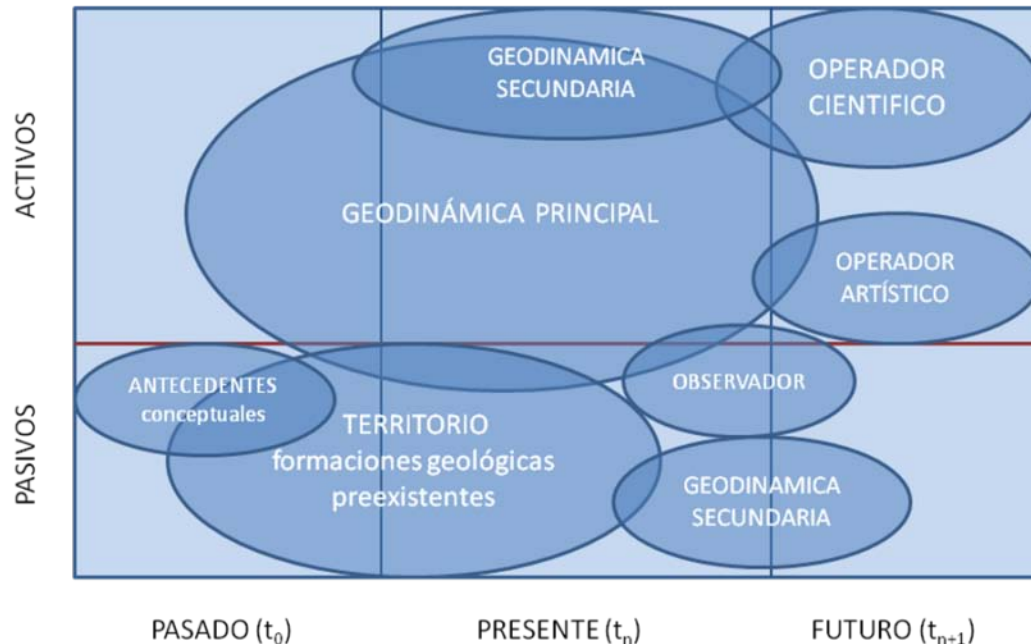 ACTIVOS
GEODINAMICA
SECUNDARIA
OPERADOR
CIENTIFICO
GEODINÁMICA PRINCIPAL
OPERADOR
ARTÍSTICO
PASIVOS
ANTECEDENTES
conceptuales
TERRITORIO
formaciones geológicas
preexistentes
OBSERVADOR
GEODINAMICA
SECUNDARIA
PASADO (t₀)
PRESENTE (tₙ)
FUTURO (tₙ₊₁)